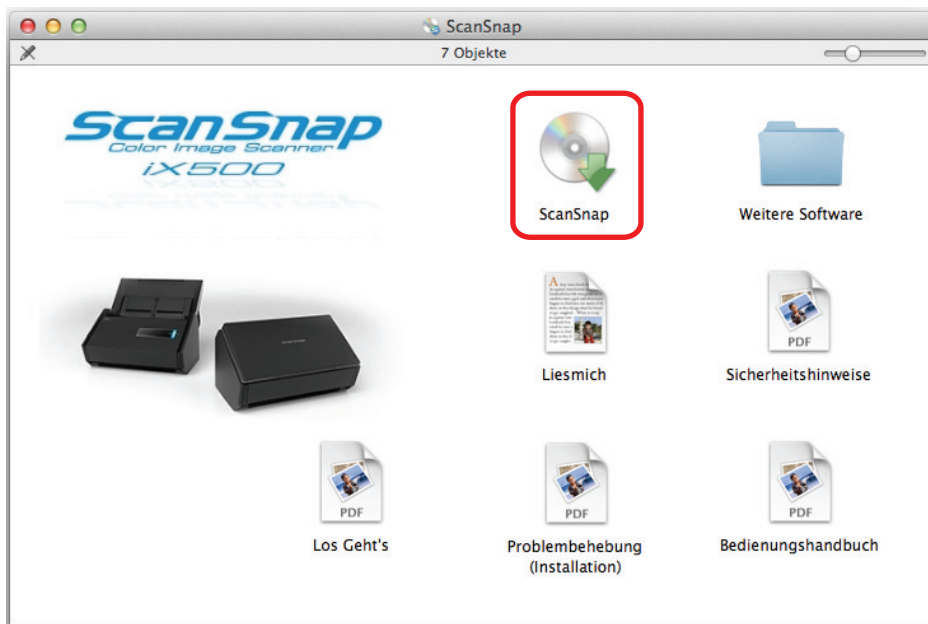 ScanSnap
7 Objekte
ScanSnap
Color Image Scanner
iX500
ScanSnap
Weitere Software
Liesmich
PDF
Sicherheitshinweise
PDF
Los Geht's
PDF
Problembehebung
(Installation)
PDF
Bedienungshandbuch